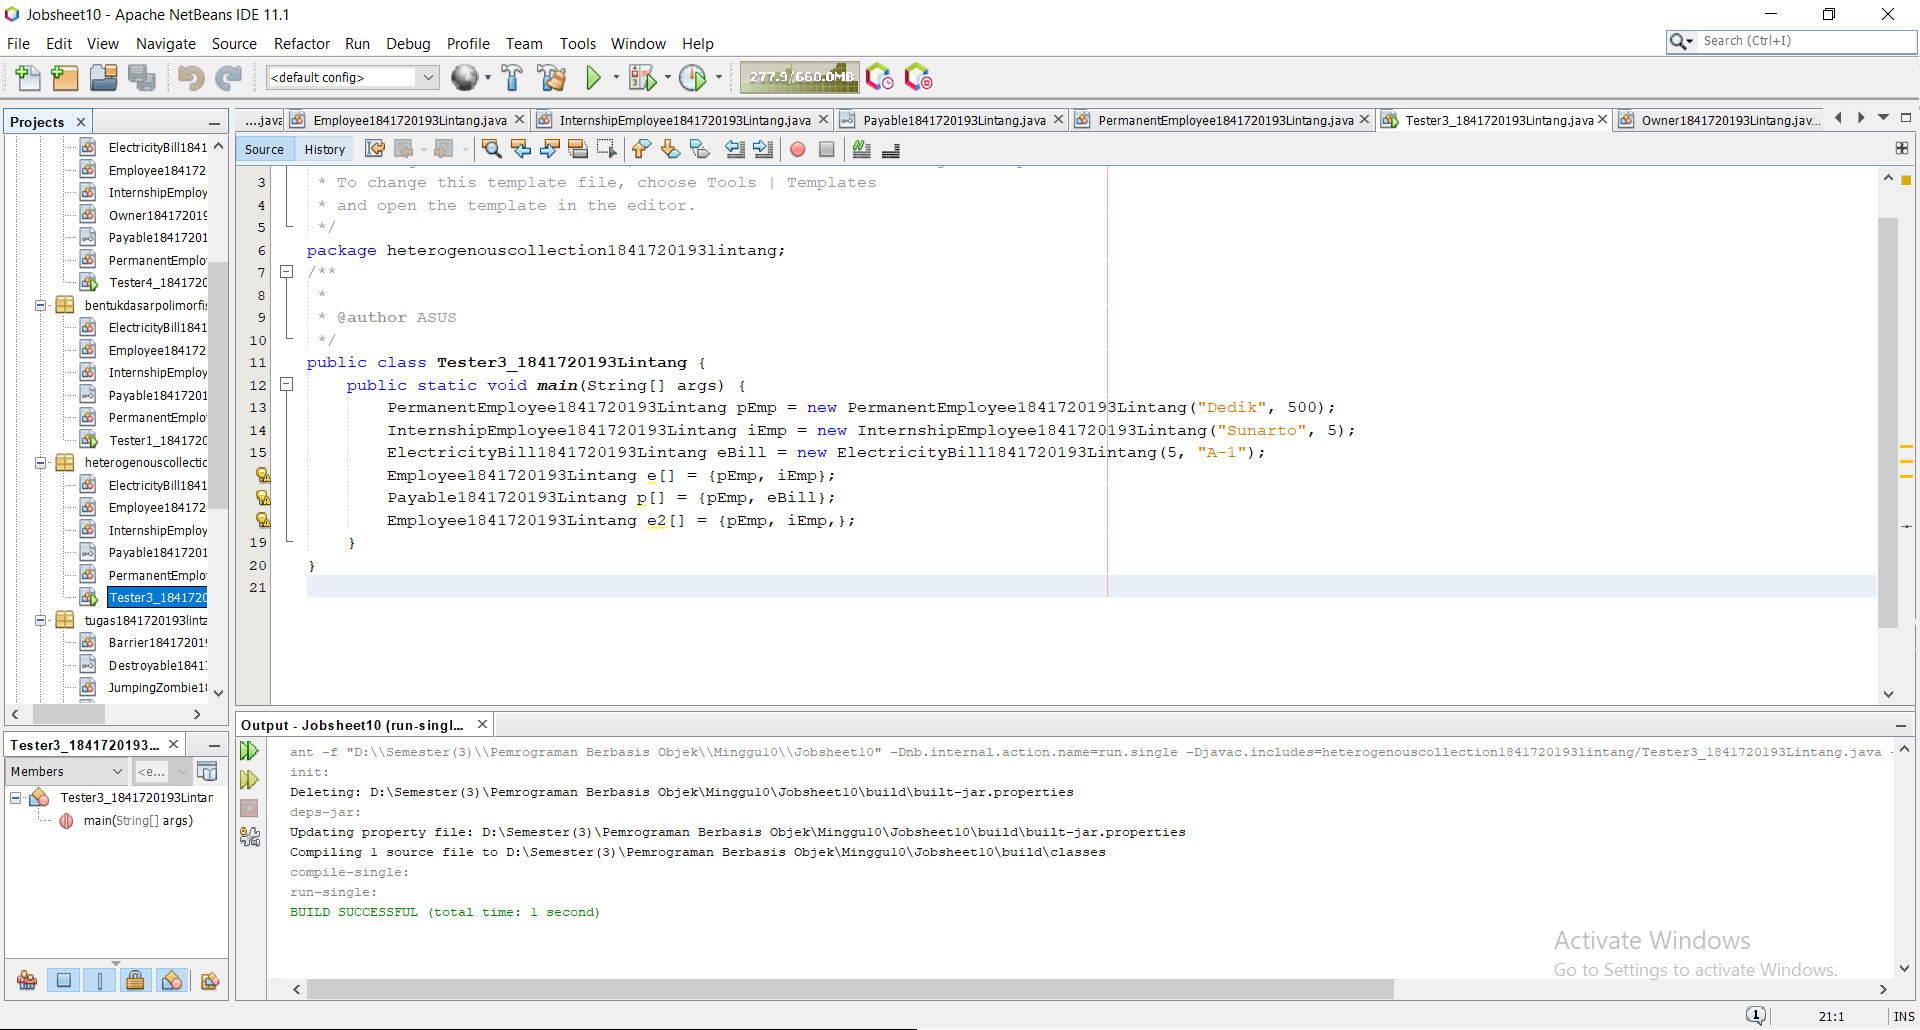 Jobsheet10 - Apache NetBeans IDE 11.1
File Edit View Navigate Source Refactor Run Debug Profile Team Tools Window Help
Search (Ctrl+I)
<default config>
277.9/660.0MB
Projects
....java
Employee1841720193Lintang.java
InternshipEmployee1841720193Lintang.java
Payable1841720193Lintang.java
PermanentEmployee1841720193Lintang.java
Tester3_1841720193Lintang.java
Owner1841720193Lintang.jav...
Source History
ElectricityBill1841
Employee184172
InternshipEmploy
Owner18417201
Payable18417201
PermanentEmplo
Tester4_184172
bentukdasarpolimorfis
ElectricityBill1841
Employee184172
InternshipEmploy
Payable18417201
PermanentEmplo
Tester1_184172
heterogenouscollectic
ElectricityBill1841
Employee184172
InternshipEmploy
Payable18417201
PermanentEmplo
Tester3_184172
tugas1841720193lint
Barrier18417201
Destroyable1841
JumpingZombie1
3 * To change this template file, choose Tools | Templates
4 * and open the template in the editor.
5 */
6 package heterogenouscollection1841720193lintang;
7 /**
8 *
9 * @author ASUS
10 */
11 public class Tester3_1841720193Lintang {
12 public static void main(String[] args) {
13 PermanentEmployee1841720193Lintang pEmp = new PermanentEmployee1841720193Lintang("Dedik", 500);
14 InternshipEmployee1841720193Lintang iEmp = new InternshipEmployee1841720193Lintang("Sunarto", 5);
15 ElectricityBill1841720193Lintang eBill = new ElectricityBill1841720193Lintang(5, "A-1");
Employee1841720193Lintang e[] = {pEmp, iEmp};
Payable1841720193Lintang p[] = {pEmp, eBill};
Employee1841720193Lintang e2[] = {pEmp, iEmp,};
19 }
20 }
21
Tester3_1841720193...
Members
<e...
Tester3_1841720193Lintan
main(String[] args)
Output - Jobsheet10 (run-singl...
ant -f "D:\\Semester(3)\\Pemrograman Berbasis Objek\\Minggu10\\Jobsheet10" -Dnb.internal.action.name=run.single -Djavac.includes=heterogenouscollection1841720193lintang/Tester3_1841720193Lintang.java -
init:
Deleting: D:\Semester(3)\Pemrograman Berbasis Objek\Minggu10\Jobsheet10\build\built-jar.properties
deps-jar:
Updating property file: D:\Semester(3)\Pemrograman Berbasis Objek\Minggu10\Jobsheet10\build\built-jar.properties
Compiling 1 source file to D:\Semester(3)\Pemrograman Berbasis Objek\Minggu10\Jobsheet10\build\classes
compile-single:
run-single:
BUILD SUCCESSFUL (total time: 1 second)
Activate Windows
Go to Settings to activate Windows.
1
21:1 INS